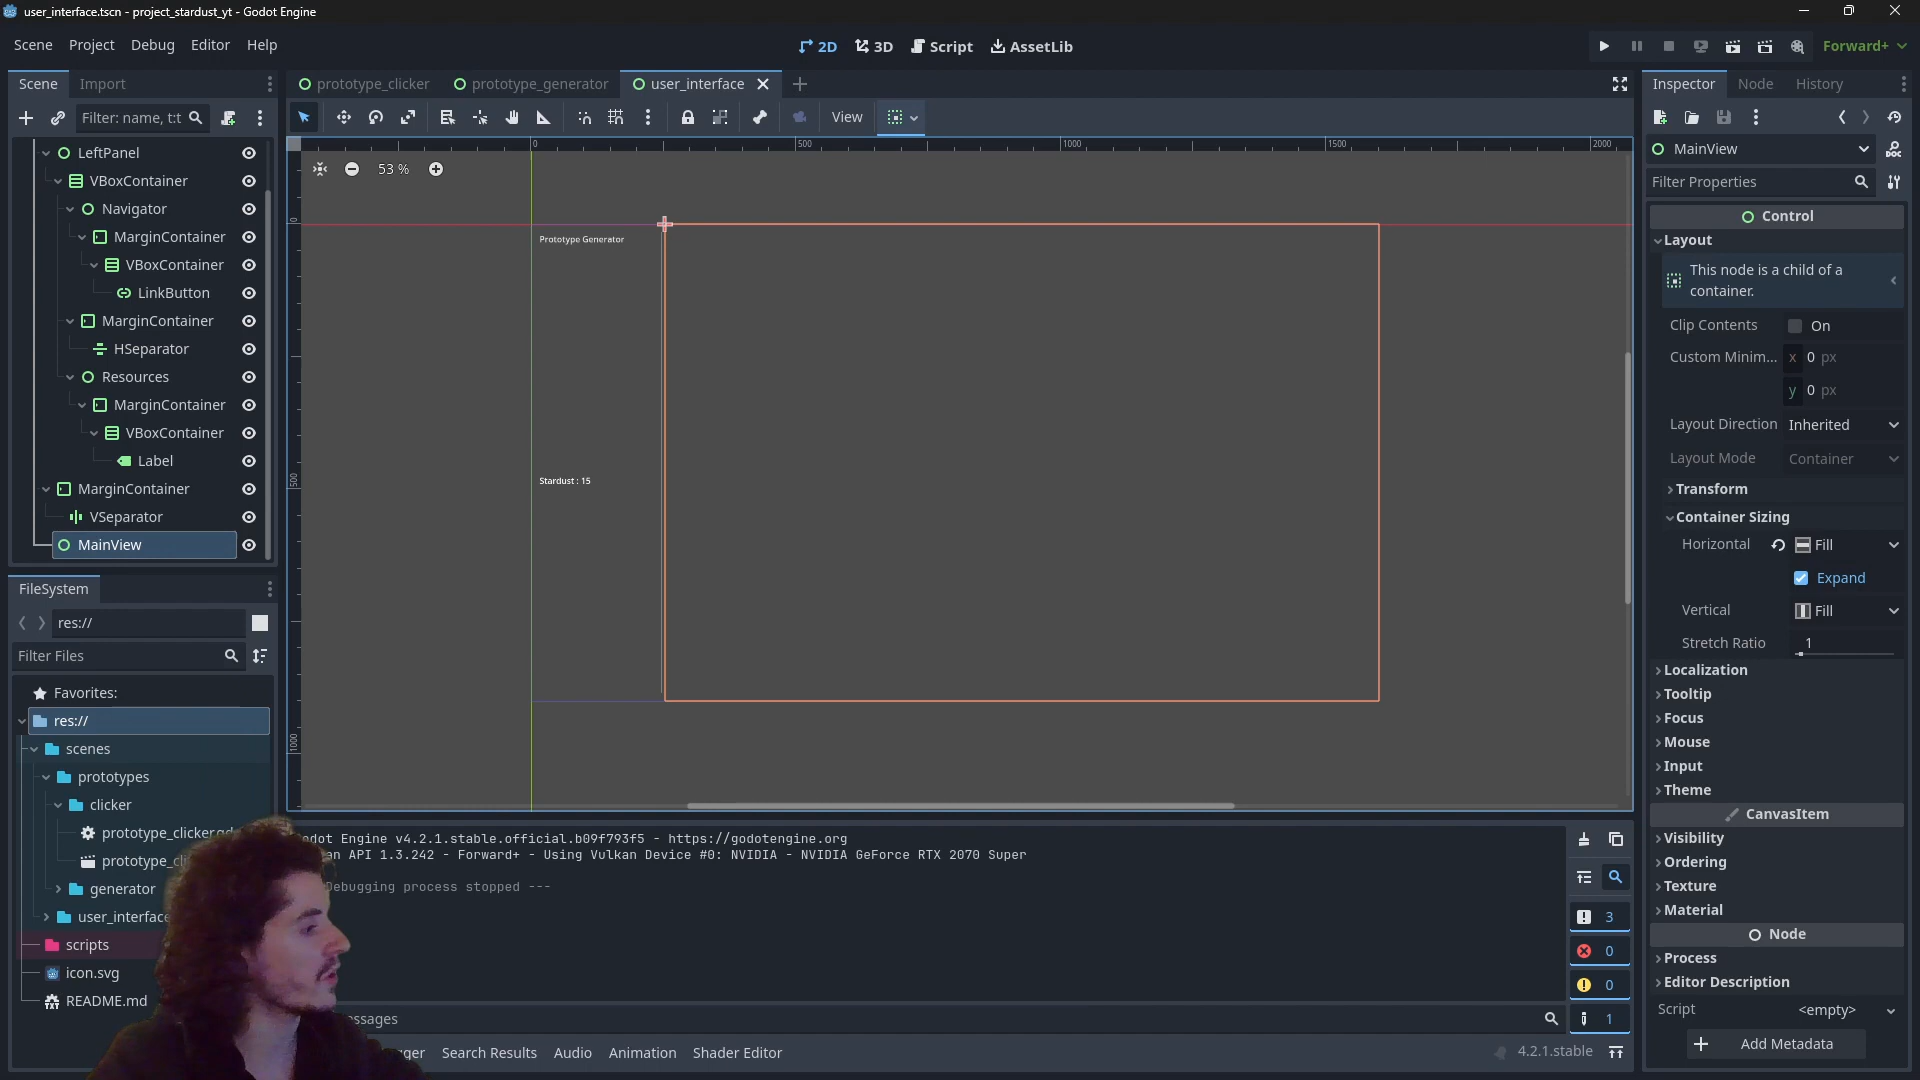 user_interface.tscn - project_stardust_yt - Godot Engine
Scene Project Debug Editor Help
2D 3D Script AssetLib
Forward+
Scene Import
prototype_clicker prototype_generator user_interface
Inspector Node History
Filter: name, t:t
View
MainView
Filter Properties
53 %
0 500 1000 1500 2000
0
500
1000
LeftPanel
VBoxContainer
Navigator
MarginContainer
VBoxContainer
LinkButton
MarginContainer
HSeparator
Resources
MarginContainer
VBoxContainer
Label
MarginContainer
VSeparator
MainView
Prototype Generator
Stardust : 15
Control
Layout
This node is a child of a
container.
Clip Contents On
Custom Minim... x 0 px
y 0 px
Layout Direction Inherited
Layout Mode Container
Transform
Container Sizing
Horizontal Fill
Expand
Vertical Fill
Stretch Ratio 1
Localization
Tooltip
Focus
Mouse
Input
Theme
CanvasItem
Visibility
Ordering
Texture
Material
Node
Process
Editor Description
Script <empty>
Add Metadata
FileSystem
res://
Filter Files
Favorites:
res://
scenes
prototypes
clicker
prototype_clicker.gd
prototype_cli
generator
user_interface
scripts
icon.svg
README.md
odot Engine v4.2.1.stable.official.b09f793f5 - https://godotengine.org
an API 1.3.242 - Forward+ - Using Vulkan Device #0: NVIDIA - NVIDIA GeForce RTX 2070 Super
Debugging process stopped ---
3
0
0
1
essages
gger Search Results Audio Animation Shader Editor
4.2.1.stable